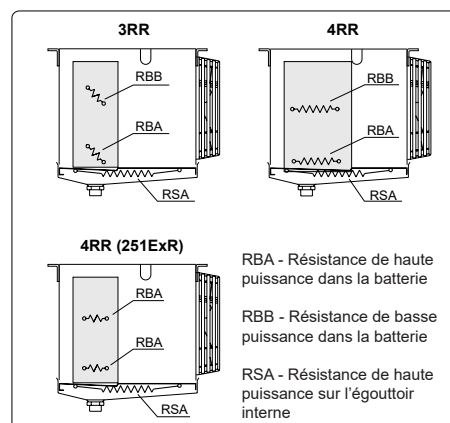 3RR
RBB
RBA
RSA
4RR
RBB
RBA
RSA
4RR (251ExR)
RBA
RBA
RSA
RBA - Résistance de haute
puissance dans la batterie
RBB - Résistance de basse
puissance dans la batterie
RSA - Résistance de haute
puissance sur l’égouttoir
interne